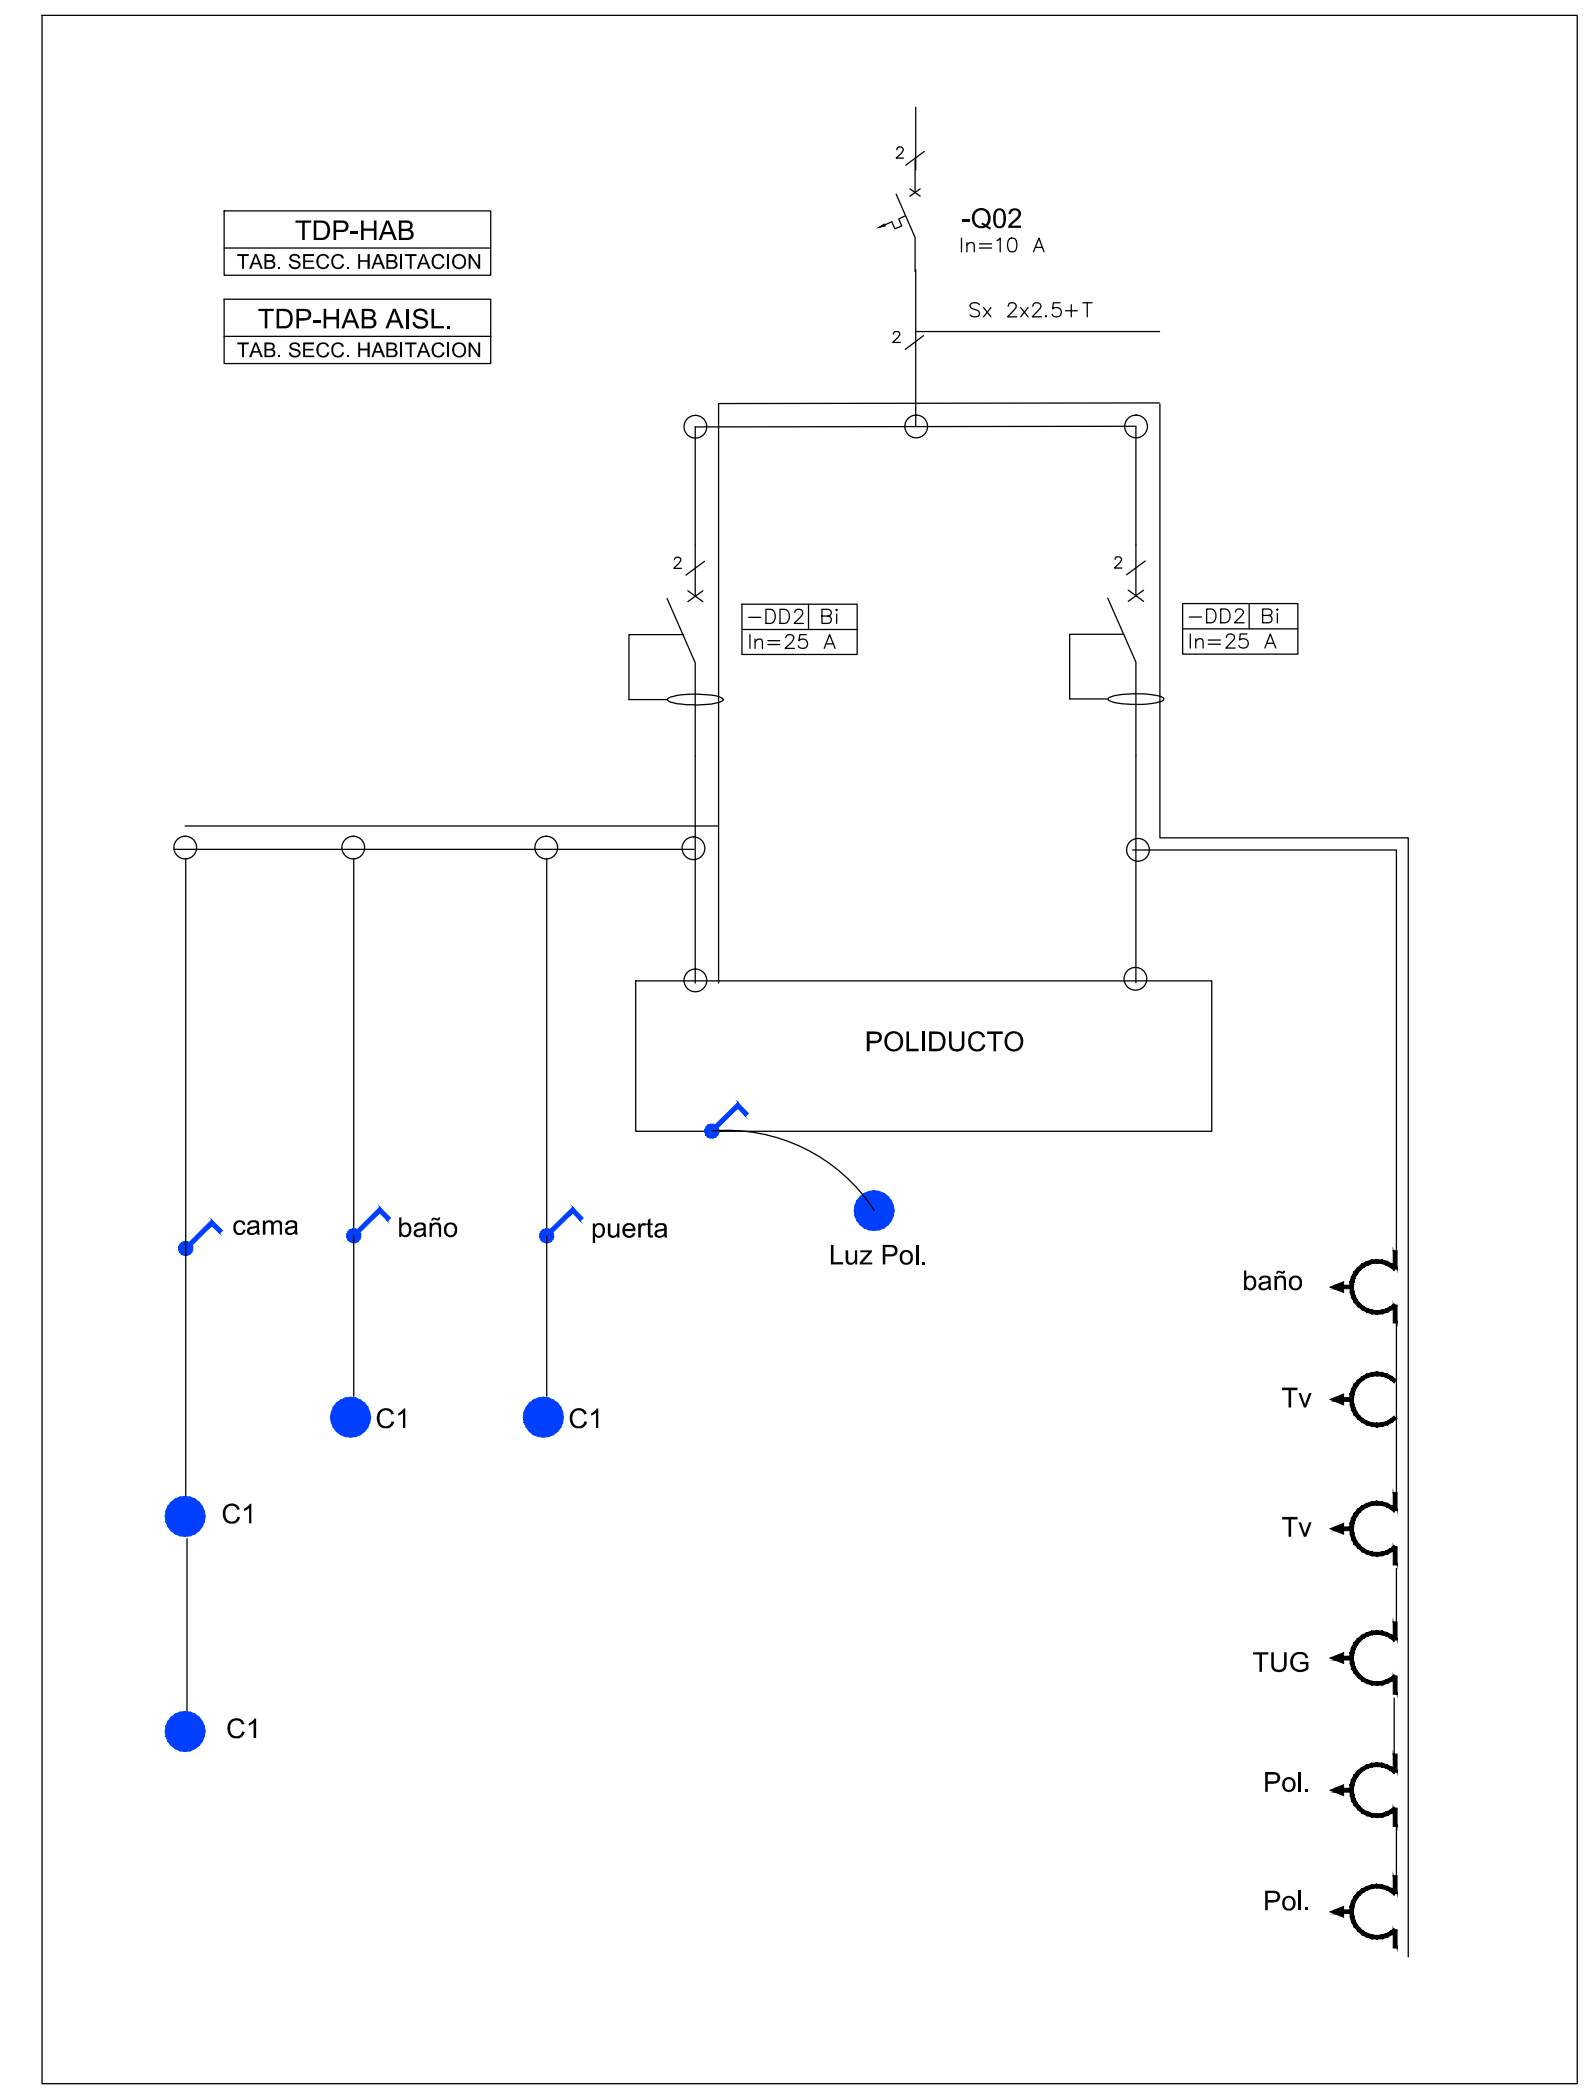 2
-Q02
In=10 A
TDP-HAB
TAB. SECC. HABITACION
TDP-HAB AISL.
TAB. SECC. HABITACION
Sx 2x2.5+T
2
2
2
-DD2 Bi
In=25 A
-DD2 Bi
In=25 A
POLIDUCTO
cama
baño
puerta
Luz Pol.
baño
Tv
C1
C1
C1
Tv
TUG
C1
Pol.
Pol.